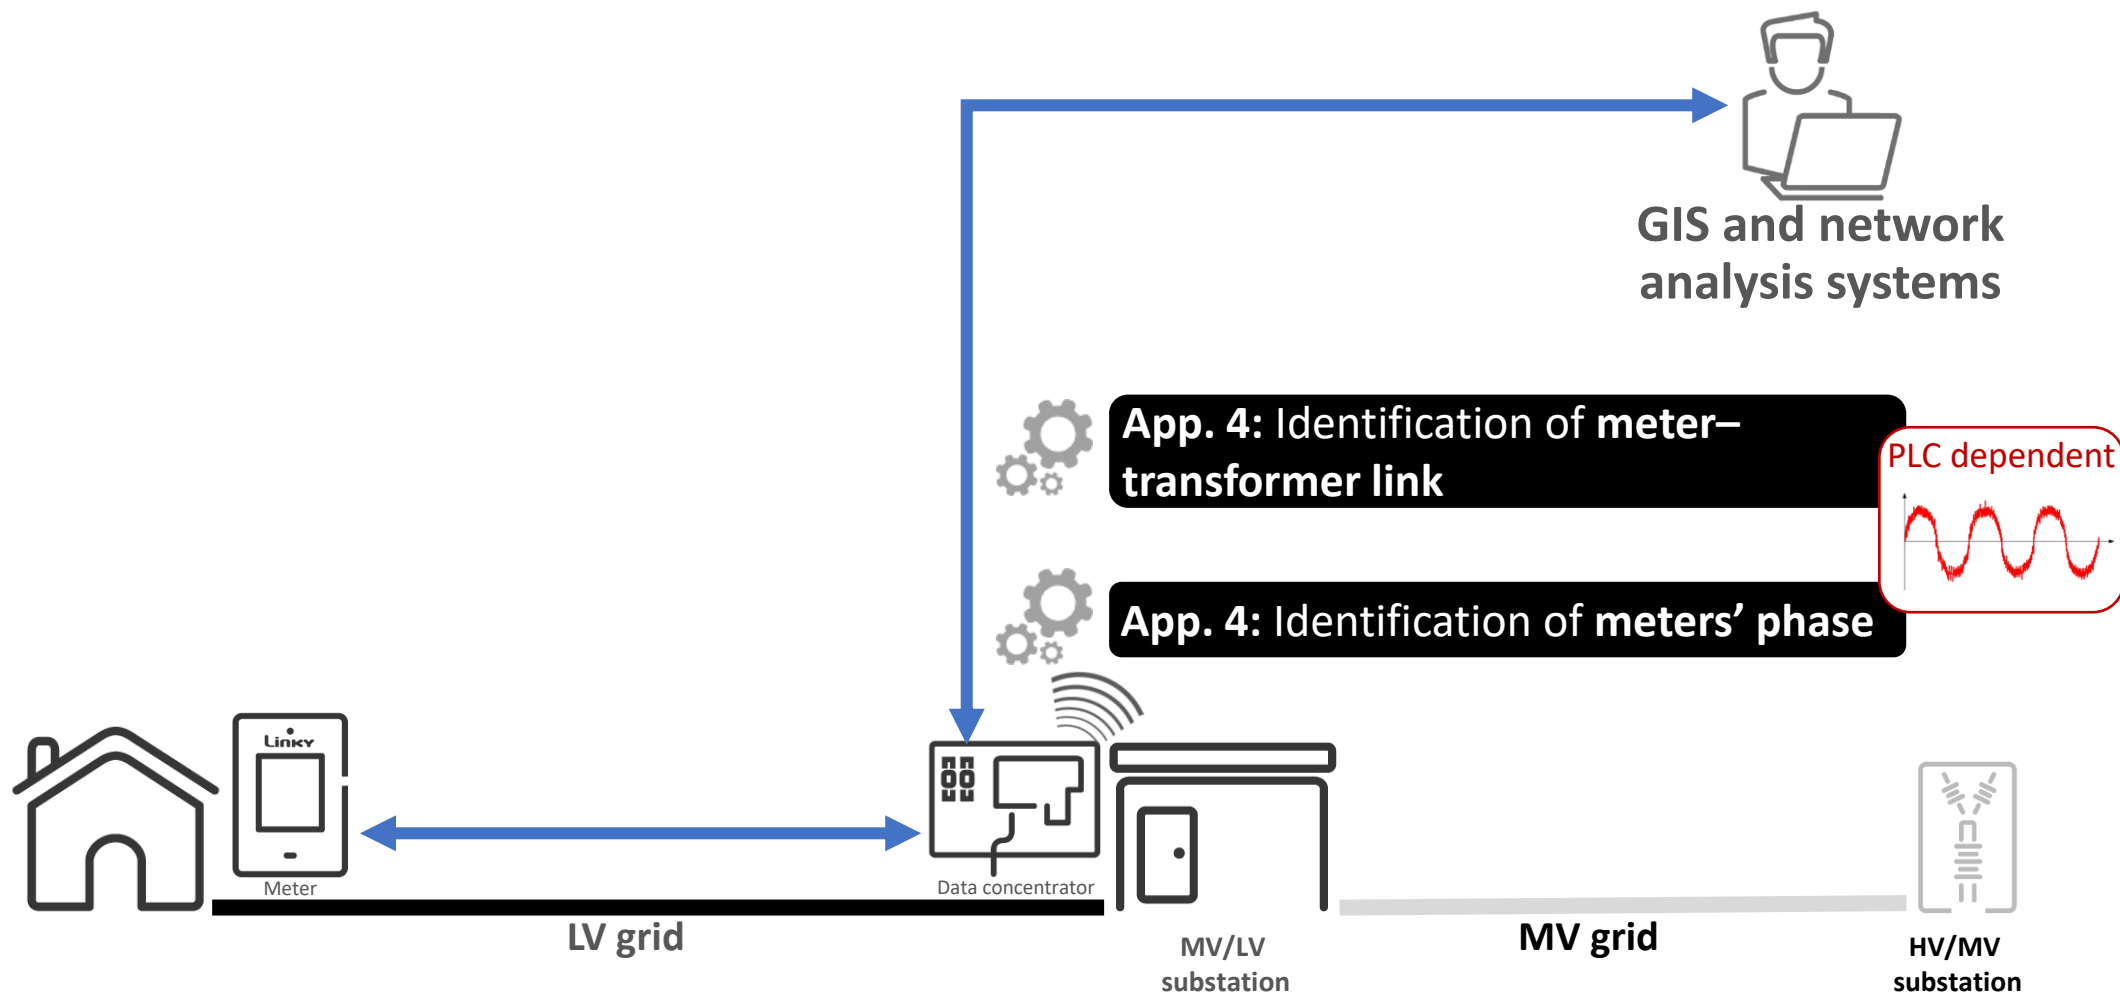 GIS and network
analysis systems
App. 4: Identification of meter–
transformer link
PLC dependent
App. 4: Identification of meters’ phase
Linky
Meter
Data concentrator
LV grid
MV/LV
substation
MV grid
HV/MV
substation